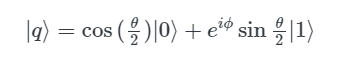 |q⟩ = cos (θ/2)|0⟩ + e^{iϕ} sin θ/2 |1⟩